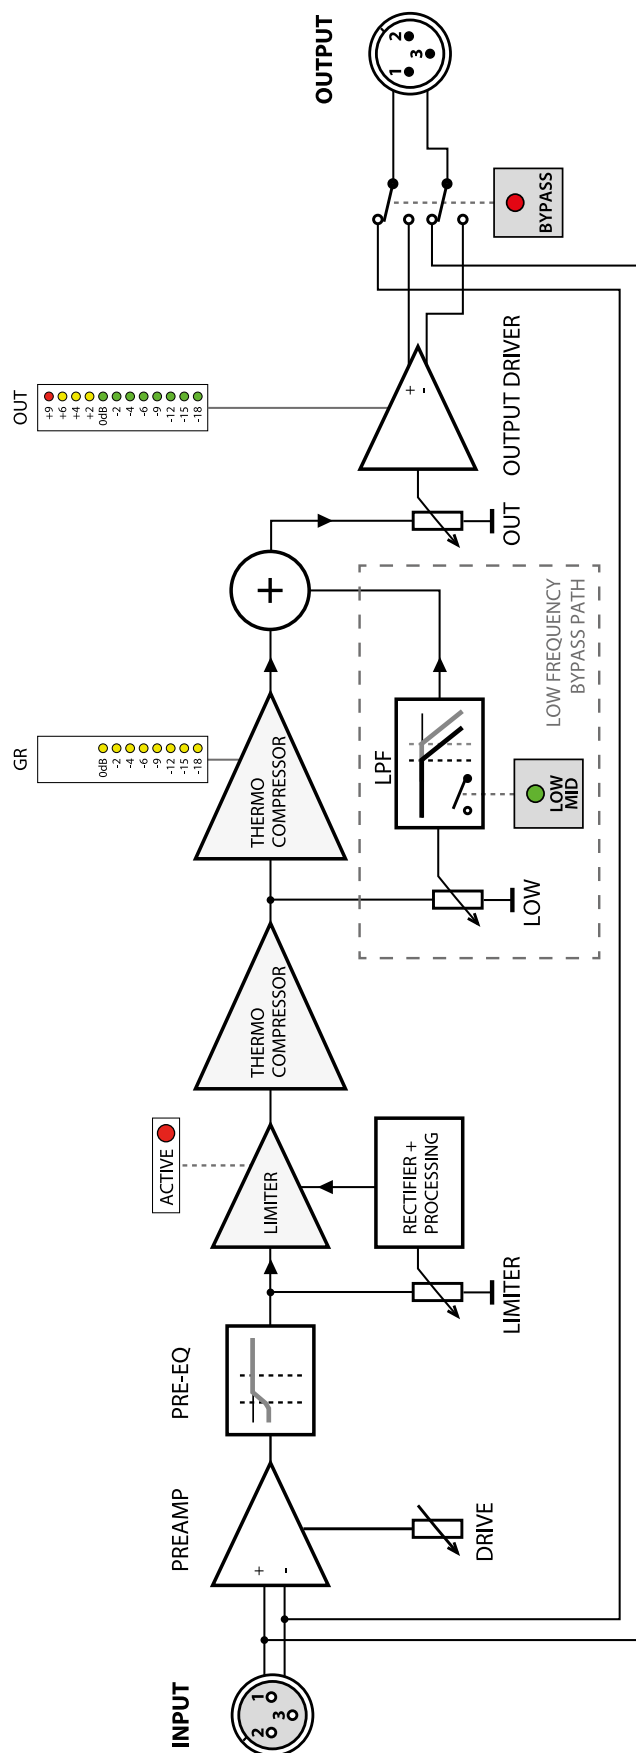 INPUT
2
1
3
+
-
PREAMP
DRIVE
PRE-EQ
LIMITER
LIMITER
ACTIVE
RECTIFIER +
PROCESSING
THERMO
COMPRESSOR
THERMO
COMPRESSOR
GR
0dB
-2
-4
-6
-9
-12
-15
-18
LOW
LPF
LOW
MID
LOW FREQUENCY
BYPASS PATH
+
OUT
OUT
+9
+6
+4
+2
0dB
-2
-4
-6
-9
-12
-15
-18
+
-
OUTPUT DRIVER
BYPASS
OUTPUT
1
2
3